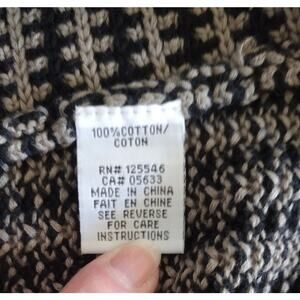 100% COTTON/
COTON
RN# 125546
CA# 05633
MADE IN CHINA
FAIT EN CHINE
SEE REVERSE
FOR CARE
INSTRUCTIONS